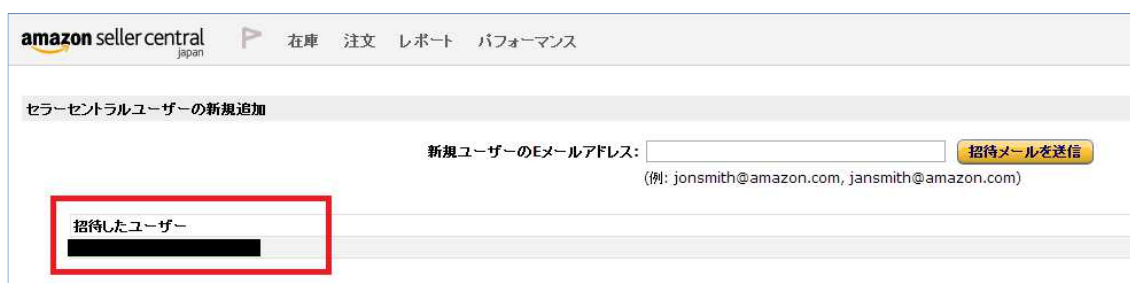 amazon seller central
japan
在庫 注文 レポート パフォーマンス
セラーセントラルユーザーの新規追加
新規ユーザーのEメールアドレス: 招待メールを送信
(例: jonsmith@amazon.com, jansmith@amazon.com)
招待したユーザー